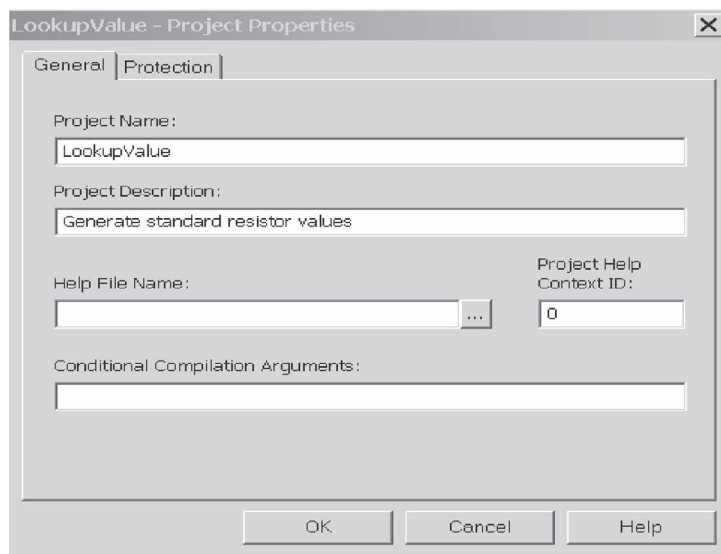 LookupValue - Project Properties
General
Protection
Project Name:
LookupValue
Project Description:
Generate standard resistor values
Help File Name:
...
Project Help
Context ID:
0
Conditional Compilation Arguments:
OK
Cancel
Help